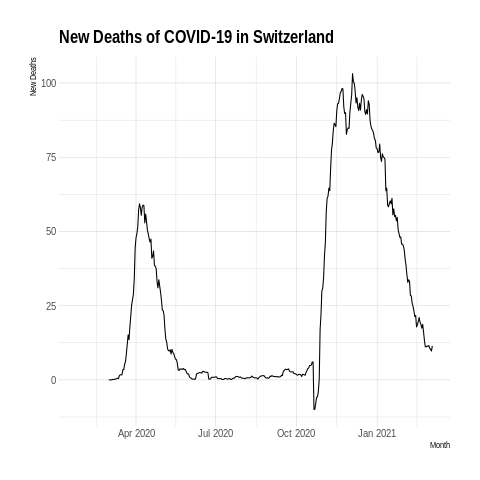 New Deaths of COVID-19 in Switzerland
New Deaths
100
75
50
25
0
Apr 2020
Jul 2020
Oct 2020
Jan 2021
Month